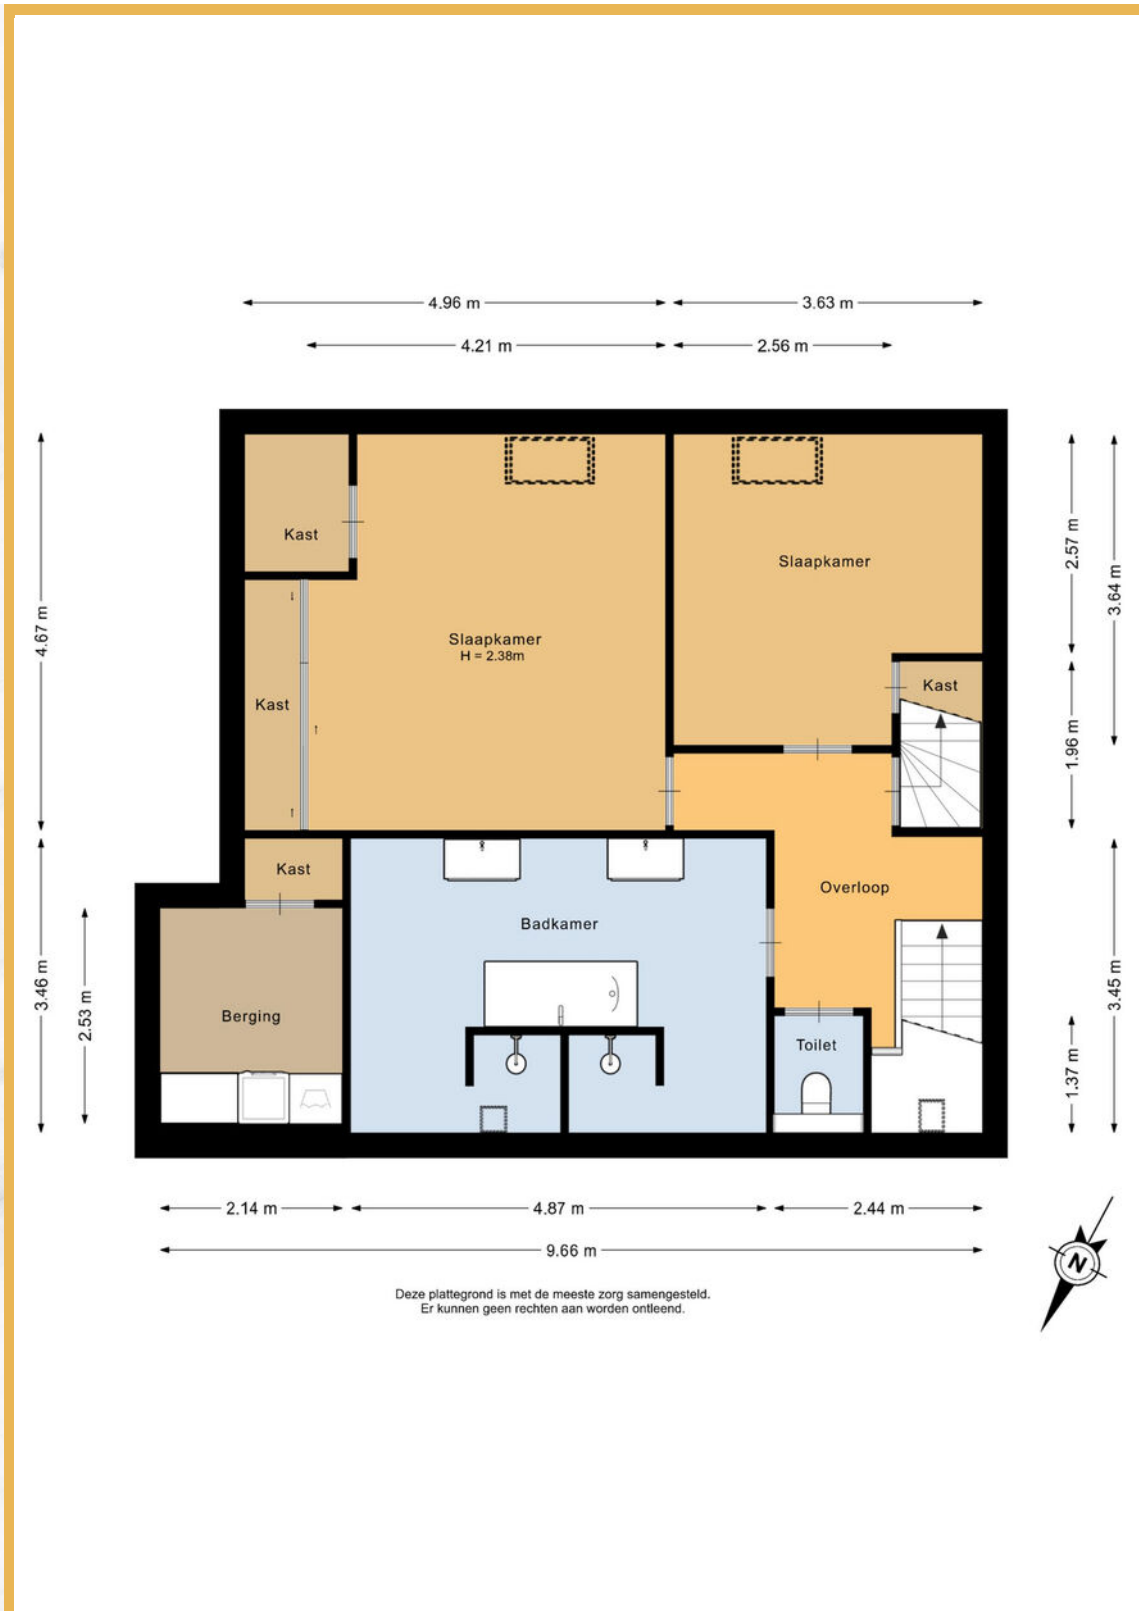 4.96 m
3.63 m
4.21 m
2.56 m
4.67 m
2.57 m
3.64 m
1.96 m
Kast
Slaapkamer
Slaapkamer
H = 2.38m
Kast
Kast
Kast
Overloop
Badkamer
3.46 m
2.53 m
3.45 m
1.37 m
Berging
Toilet
2.14 m
4.87 m
2.44 m
9.66 m
N
Deze plattegrond is met de meeste zorg samengesteld.
Er kunnen geen rechten aan worden ontleend.